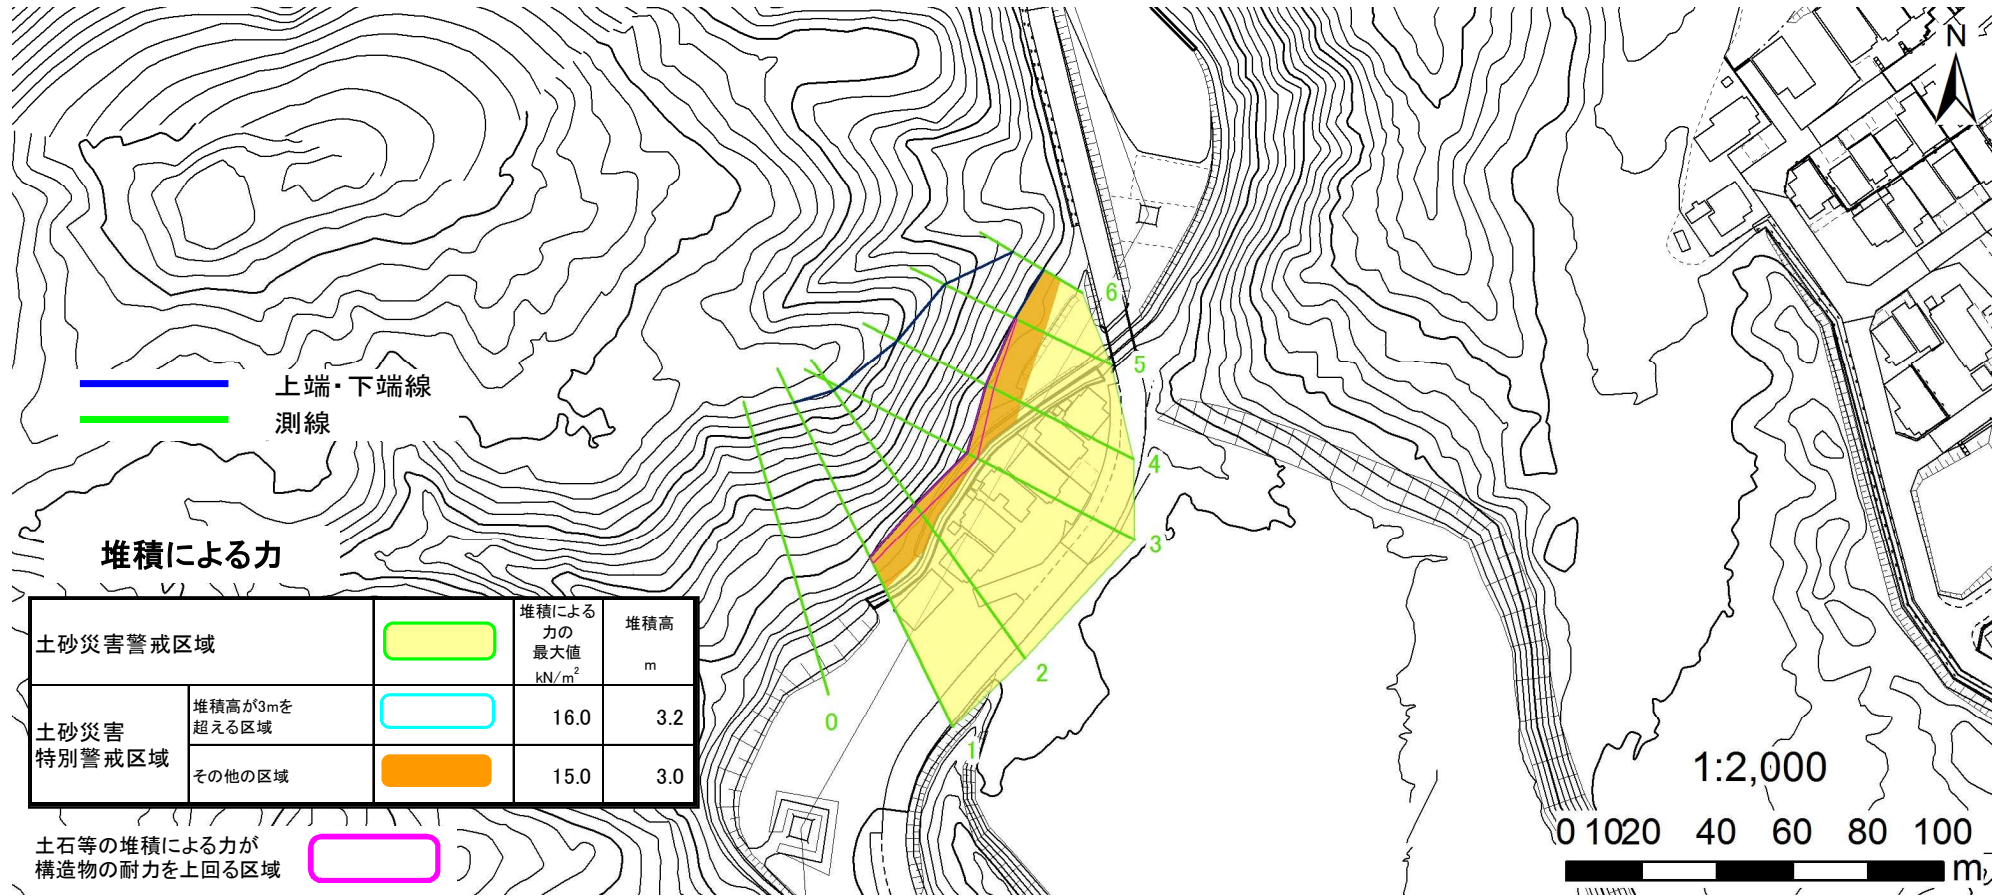 N
上端・下端線
測線
6
5
4
3
2
1
0
堆積による力
土砂災害警戒区域
堆積による
力の
最大値
kN/m²
堆積高
m
土砂災害
特別警戒区域
堆積高が3mを
超える区域
16.0
3.2
その他の区域
15.0
3.0
土石等の堆積による力が
構造物の耐力を上回る区域
1:2,000
0 10 20 40 60 80 100
m